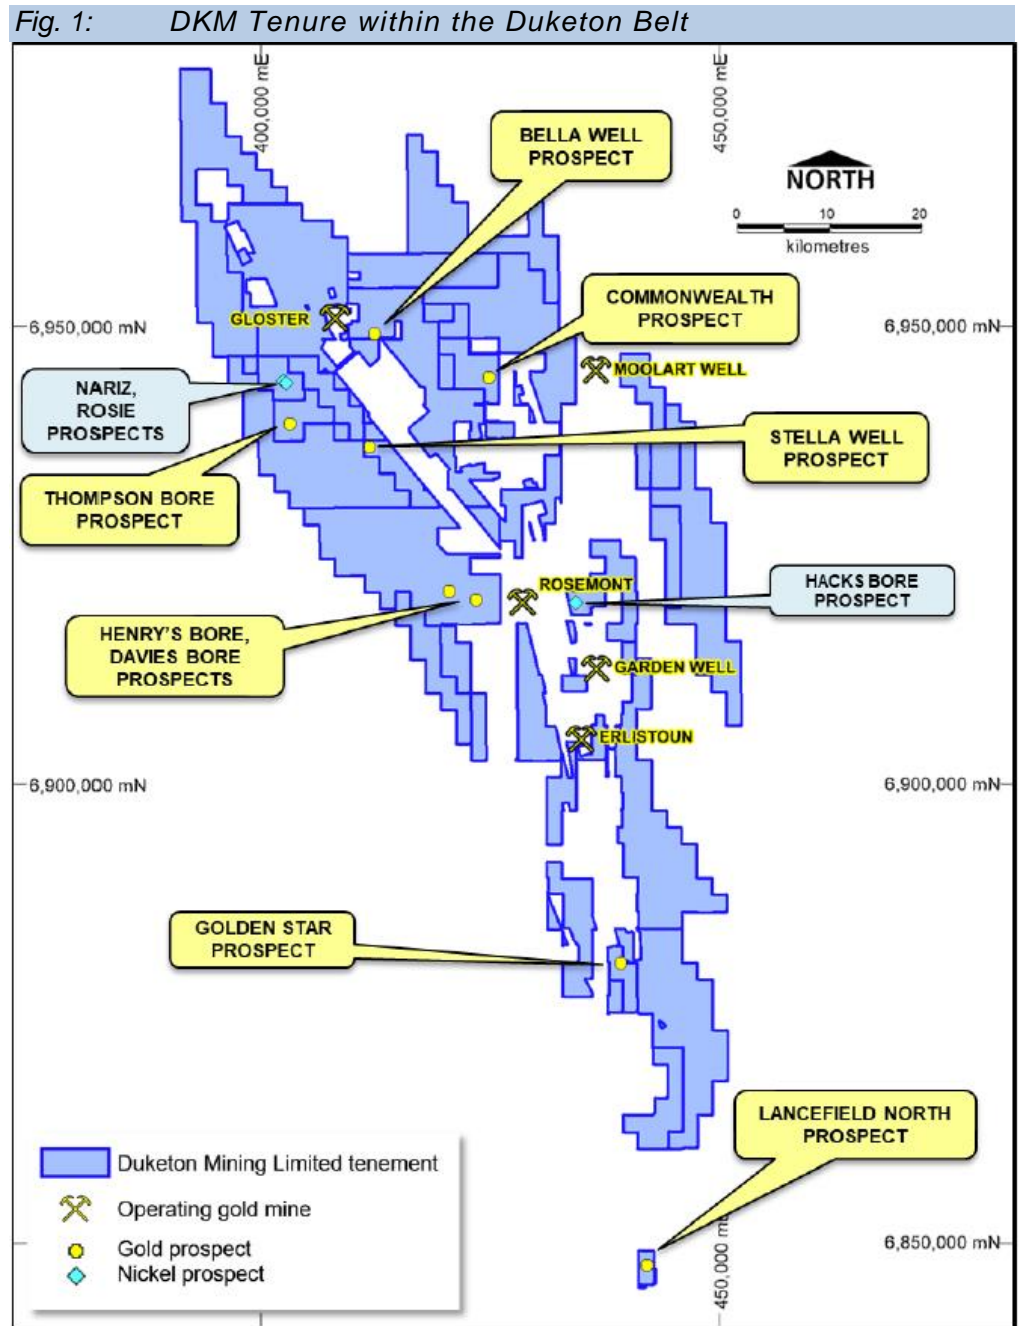 Fig. 1: DKM Tenure within the Duketon Belt
400,000 mE
450,000 mE
BELLA WELL
PROSPECT
NORTH
0 10 20
kilometres
COMMONWEALTH
PROSPECT
GLOSTER
6,950,000 mN
6,950,000 mN
MOOLART WELL
NARIZ,
ROSIE
PROSPECTS
STELLA WELL
PROSPECT
THOMPSON BORE
PROSPECT
ROSEMONT
HACKS BORE
PROSPECT
HENRY'S BORE,
DAVIES BORE
PROSPECTS
GARDEN WELL
ERLISTOUN
6,900,000 mN
6,900,000 mN
GOLDEN STAR
PROSPECT
LANCEFIELD NORTH
PROSPECT
Duketon Mining Limited tenement
Operating gold mine
Gold prospect
Nickel prospect
6,850,000 mN
450,000 mE